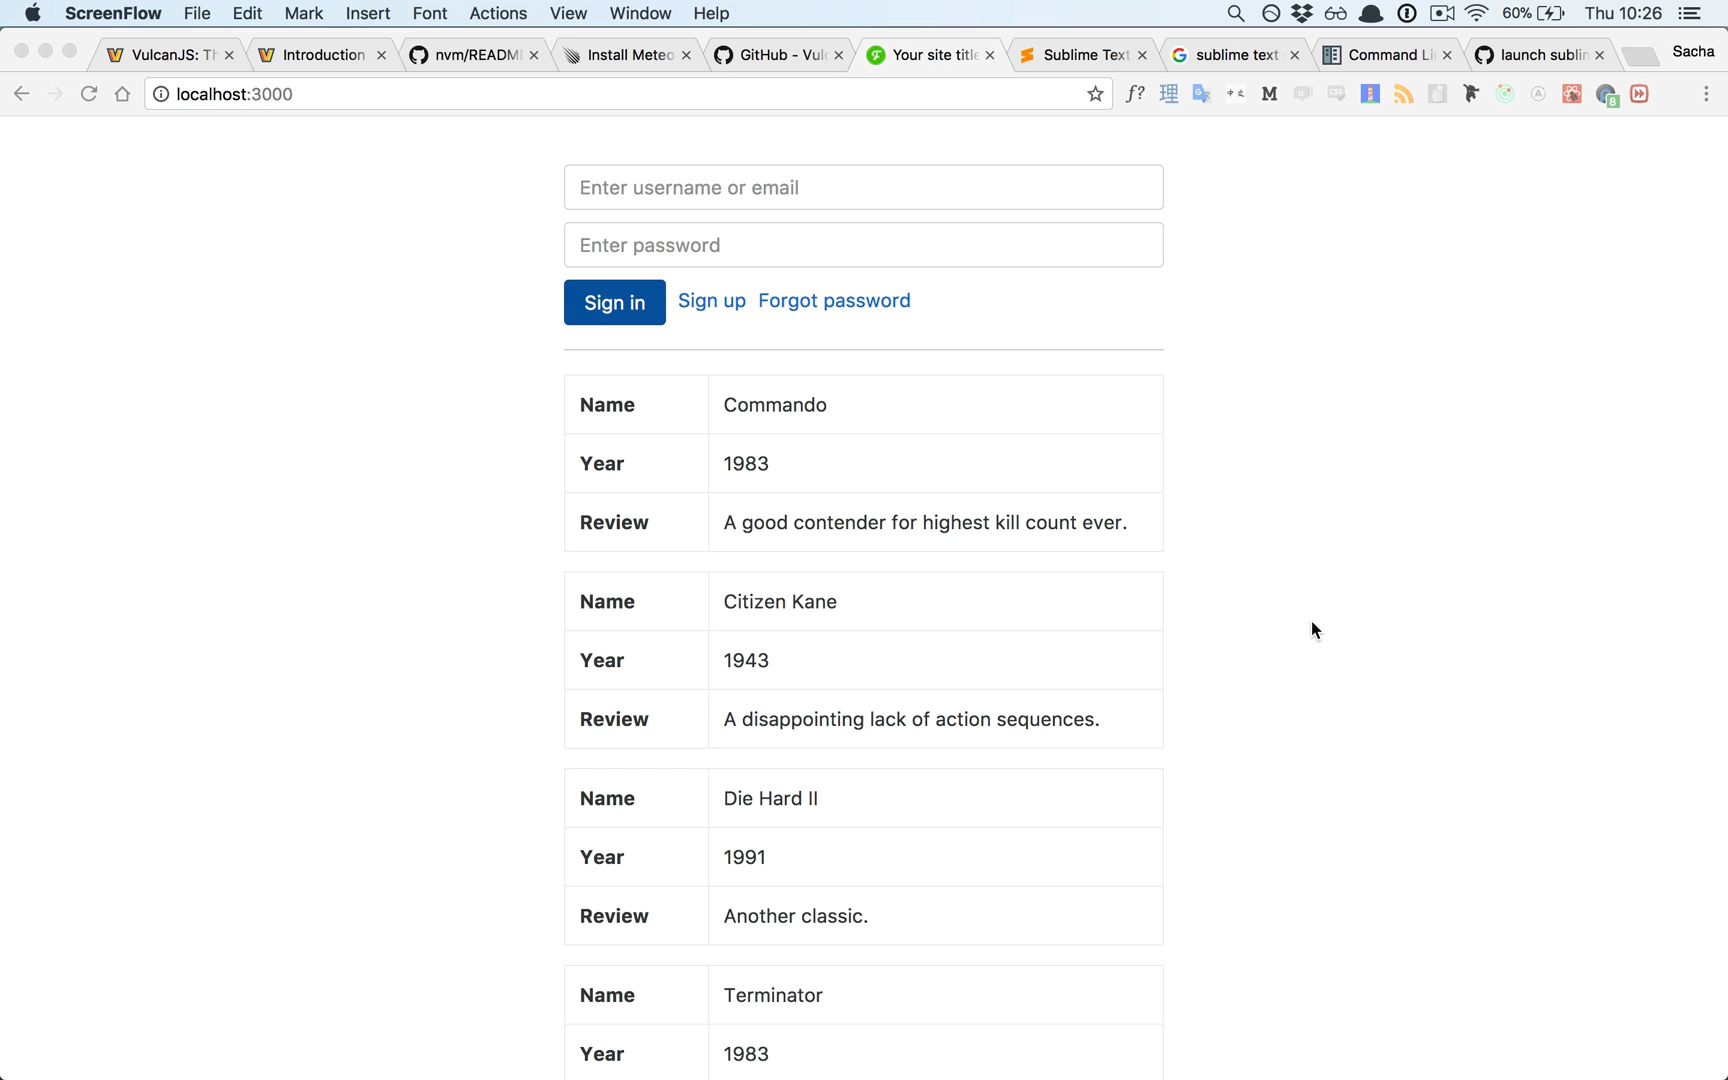 ScreenFlow File Edit Mark Insert Font Actions View Window Help 60% Thu 10:26
VulcanJS: Th Introduction nvm/READM Install Meteo GitHub - Vulc Your site title Sublime Text sublime text Command Li launch sublim Sacha
localhost:3000
Enter username or email
Enter password
Sign in Sign up Forgot password
Name Commando
Year 1983
Review A good contender for highest kill count ever.
Name Citizen Kane
Year 1943
Review A disappointing lack of action sequences.
Name Die Hard II
Year 1991
Review Another classic.
Name Terminator
Year 1983